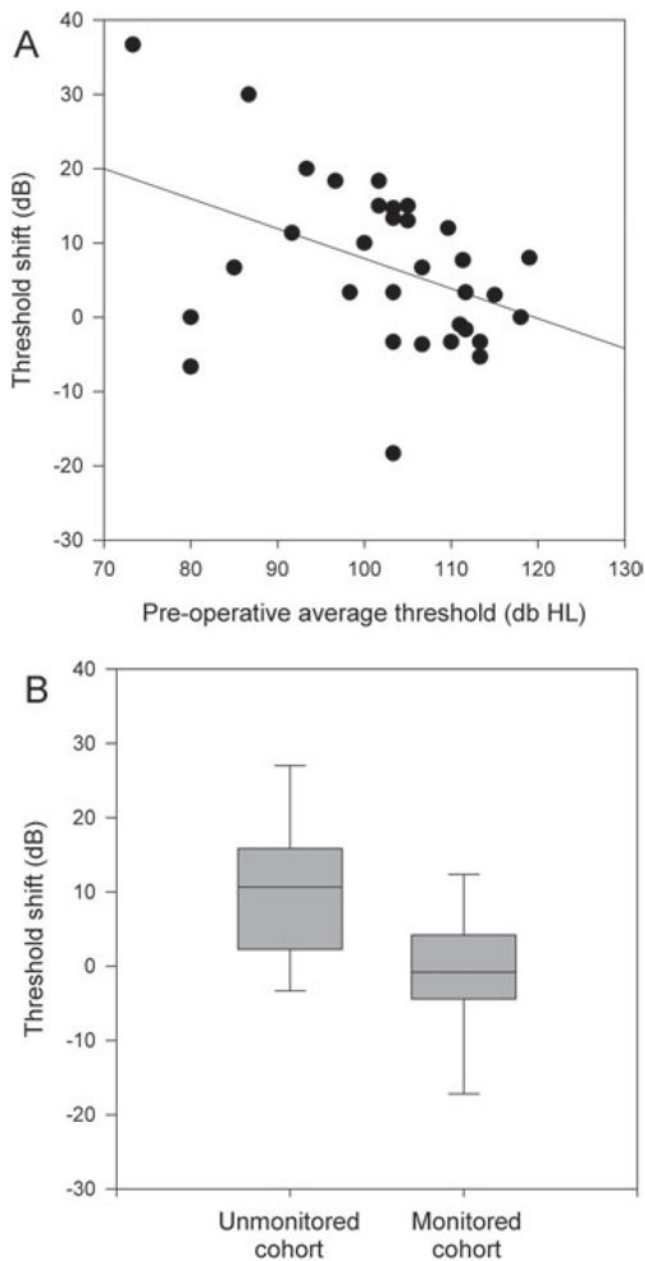 A
40
30
20
10
0
-10
-20
-30
Threshold shift (dB)
70 80 90 100 110 120 130
Pre-operative average threshold (db HL)
B
40
30
20
10
0
-10
-20
-30
Threshold shift (dB)
Unmonitored Monitored
cohort cohort